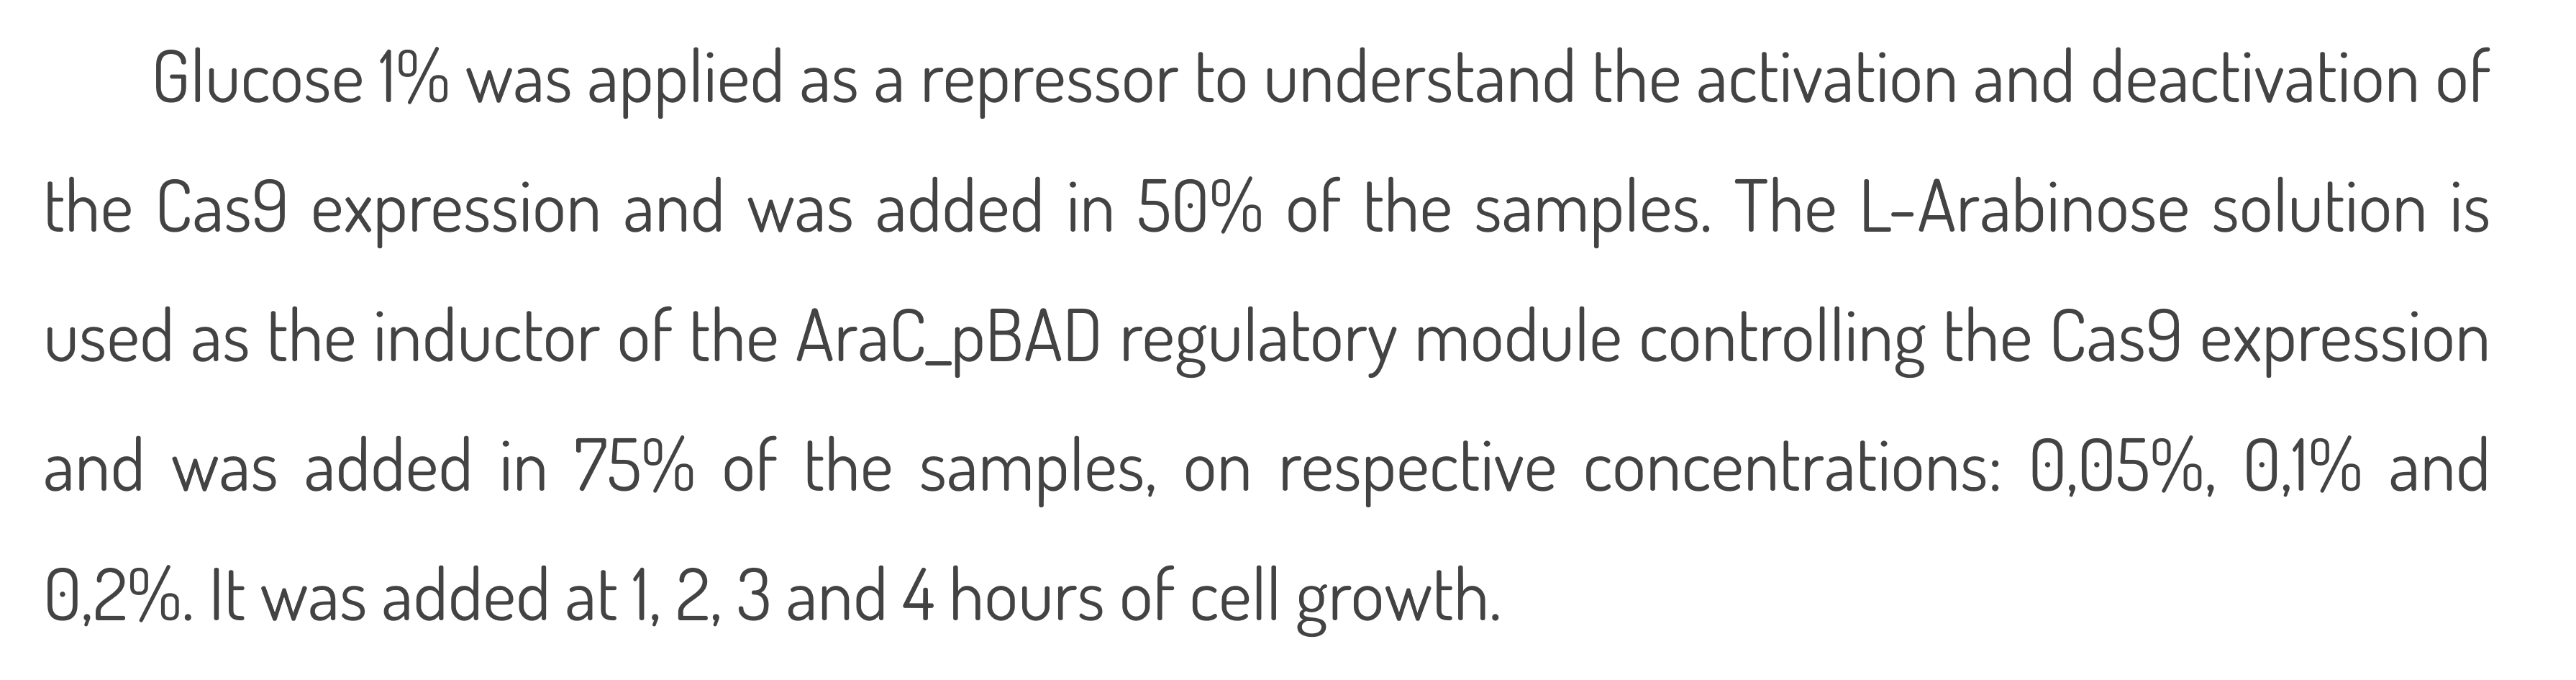 Glucose 1% was applied as a repressor to understand the activation and deactivation of
the Cas9 expression and was added in 50% of the samples. The L-Arabinose solution is
used as the inductor of the AraC_pBAD regulatory module controlling the Cas9 expression
and was added in 75% of the samples, on respective concentrations: 0,05%, 0,1% and
0,2%. It was added at 1, 2, 3 and 4 hours of cell growth.